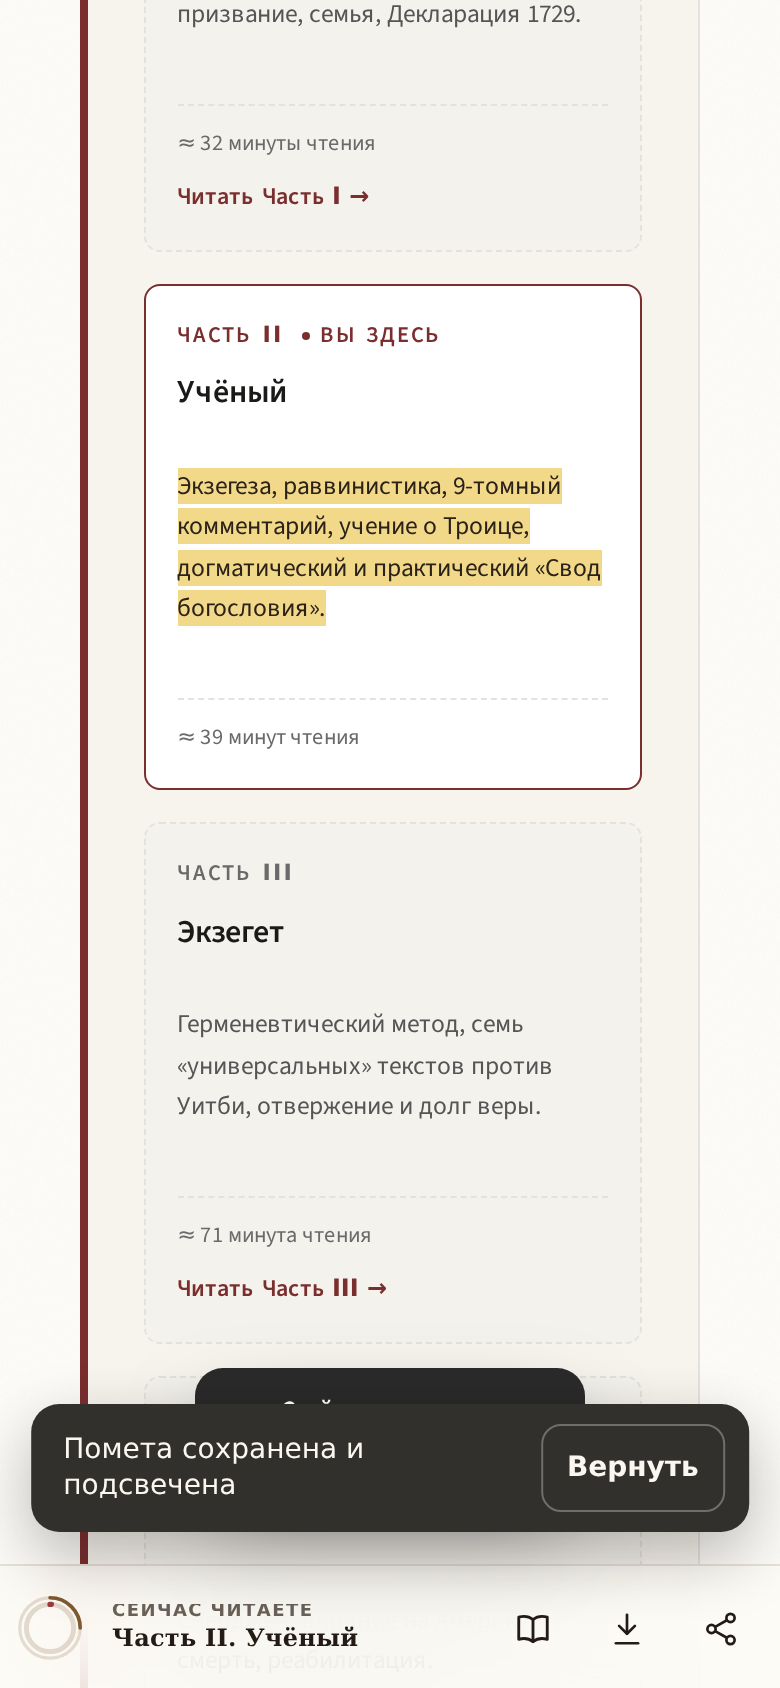 призвание, семья, Декларация 1729.
≈ 32 минуты чтения
Читать Часть I →
ЧАСТЬ II • ВЫ ЗДЕСЬ
Учёный
Экзегеза, раввинистика, 9-томный
комментарий, учение о Троице,
догматический и практический «Свод
богословия».
≈ 39 минут чтения
ЧАСТЬ III
Экзегет
Герменевтический метод, семь
«универсальных» текстов против
Уитби, отвержение и долг веры.
≈ 71 минута чтения
Читать Часть III →
Помета сохранена и
подсвечена
Вернуть
СЕЙЧАС ЧИТАЕТЕ
Часть II. Учёный
смерть, реабилитация.